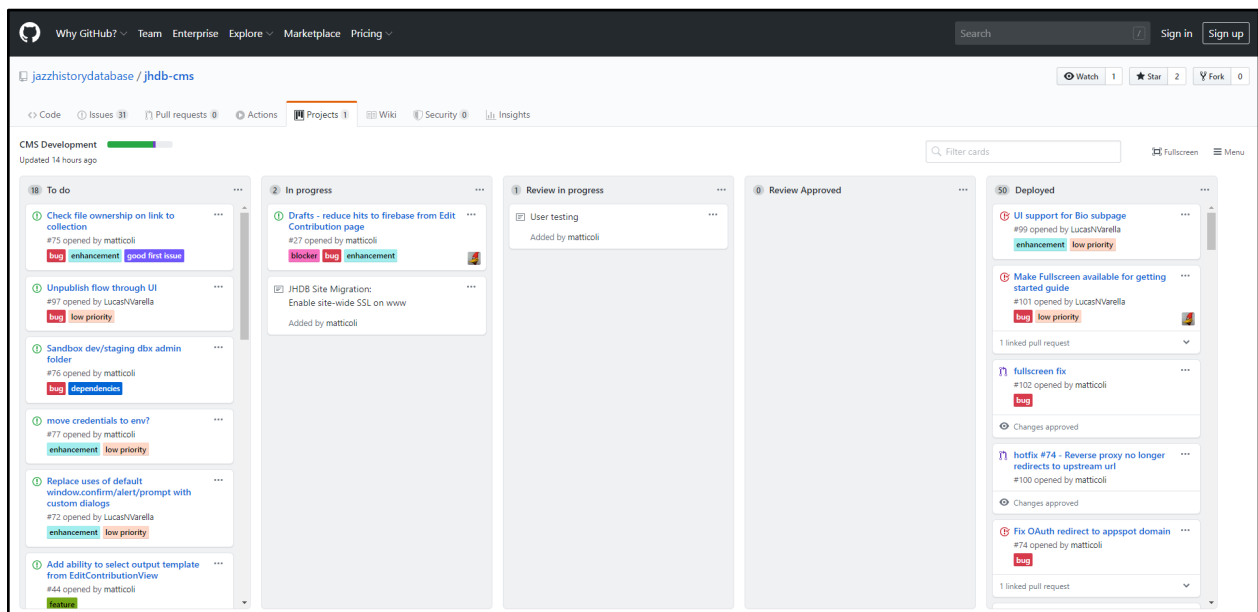 Why GitHub? Team Enterprise Explore Marketplace Pricing Search / Sign in Sign up
jazzhistorydatabase / jhdb-cms Watch 1 Star 2 Fork 0
Code Issues 31 Pull requests 0 Actions Projects 1 Wiki Security 0 Insights
CMS Development
Updated 14 hours ago
Filter cards Fullscreen Menu
18 To do
Check file ownership on link to
collection
#75 opened by matticoli
bug enhancement good first issue
Unpublish flow through UI
#97 opened by LucasNVarella
bug low priority
Sandbox dev/staging dbx admin
folder
#76 opened by matticoli
bug dependencies
move credentials to env?
#77 opened by matticoli
enhancement low priority
Replace uses of default
window.confirm/alert/prompt with
custom dialogs
#72 opened by LucasNVarella
enhancement low priority
Add ability to select output template
from EditContributionView
#44 opened by matticoli
feature
2 In progress
Drafts - reduce hits to firebase from Edit
Contribution page
#27 opened by matticoli
blocker bug enhancement
JHDB Site Migration:
Enable site-wide SSL on www
Added by matticoli
1 Review in progress
User testing
Added by matticoli
0 Review Approved
50 Deployed
UI support for Bio subpage
#99 opened by LucasNVarella
enhancement low priority
Make Fullscreen available for getting
started guide
#101 opened by LucasNVarella
bug low priority
1 linked pull request
fullscreen fix
#102 opened by matticoli
bug
Changes approved
hotfix #74 - Reverse proxy no longer
redirects to upstream url
#100 opened by matticoli
Changes approved
Fix OAuth redirect to appspot domain
#74 opened by matticoli
bug
1 linked pull request